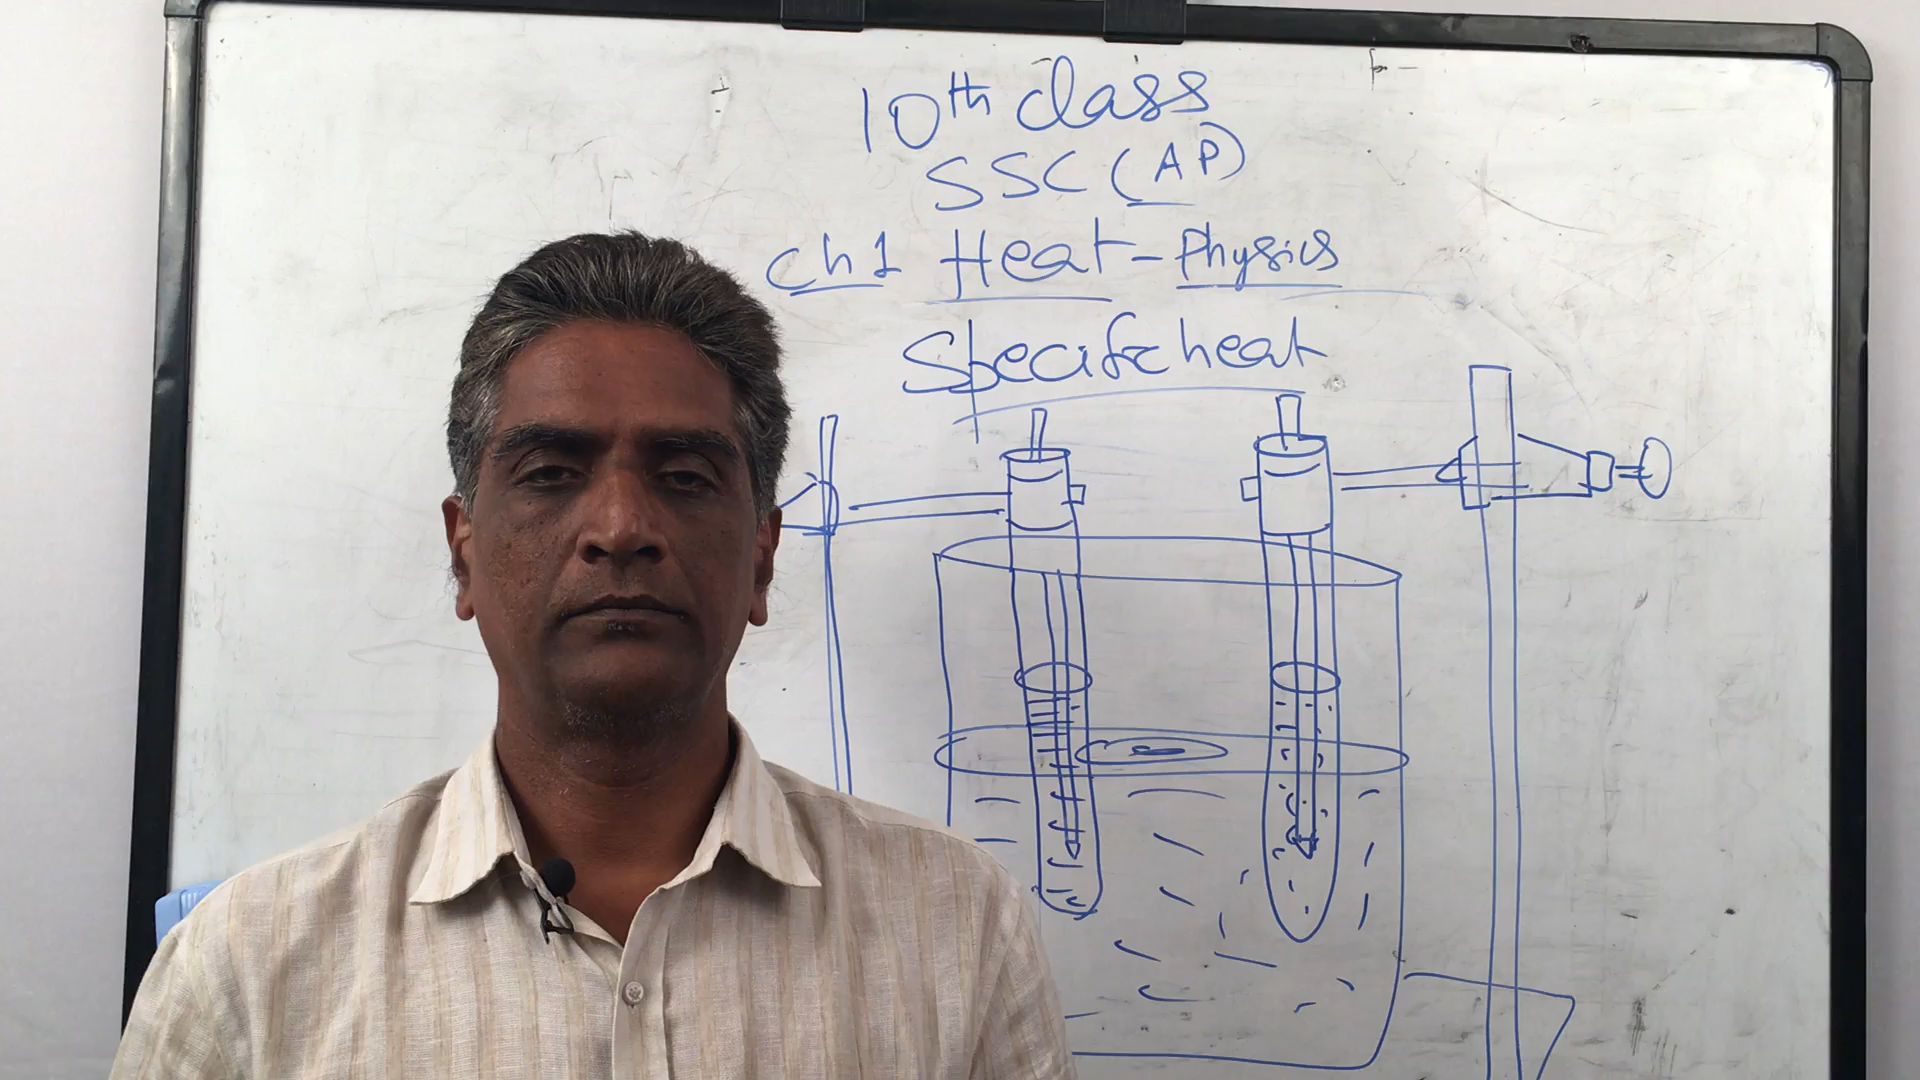 10th class
SSC (AP)
Ch1 Heat - Physics
Specific heat